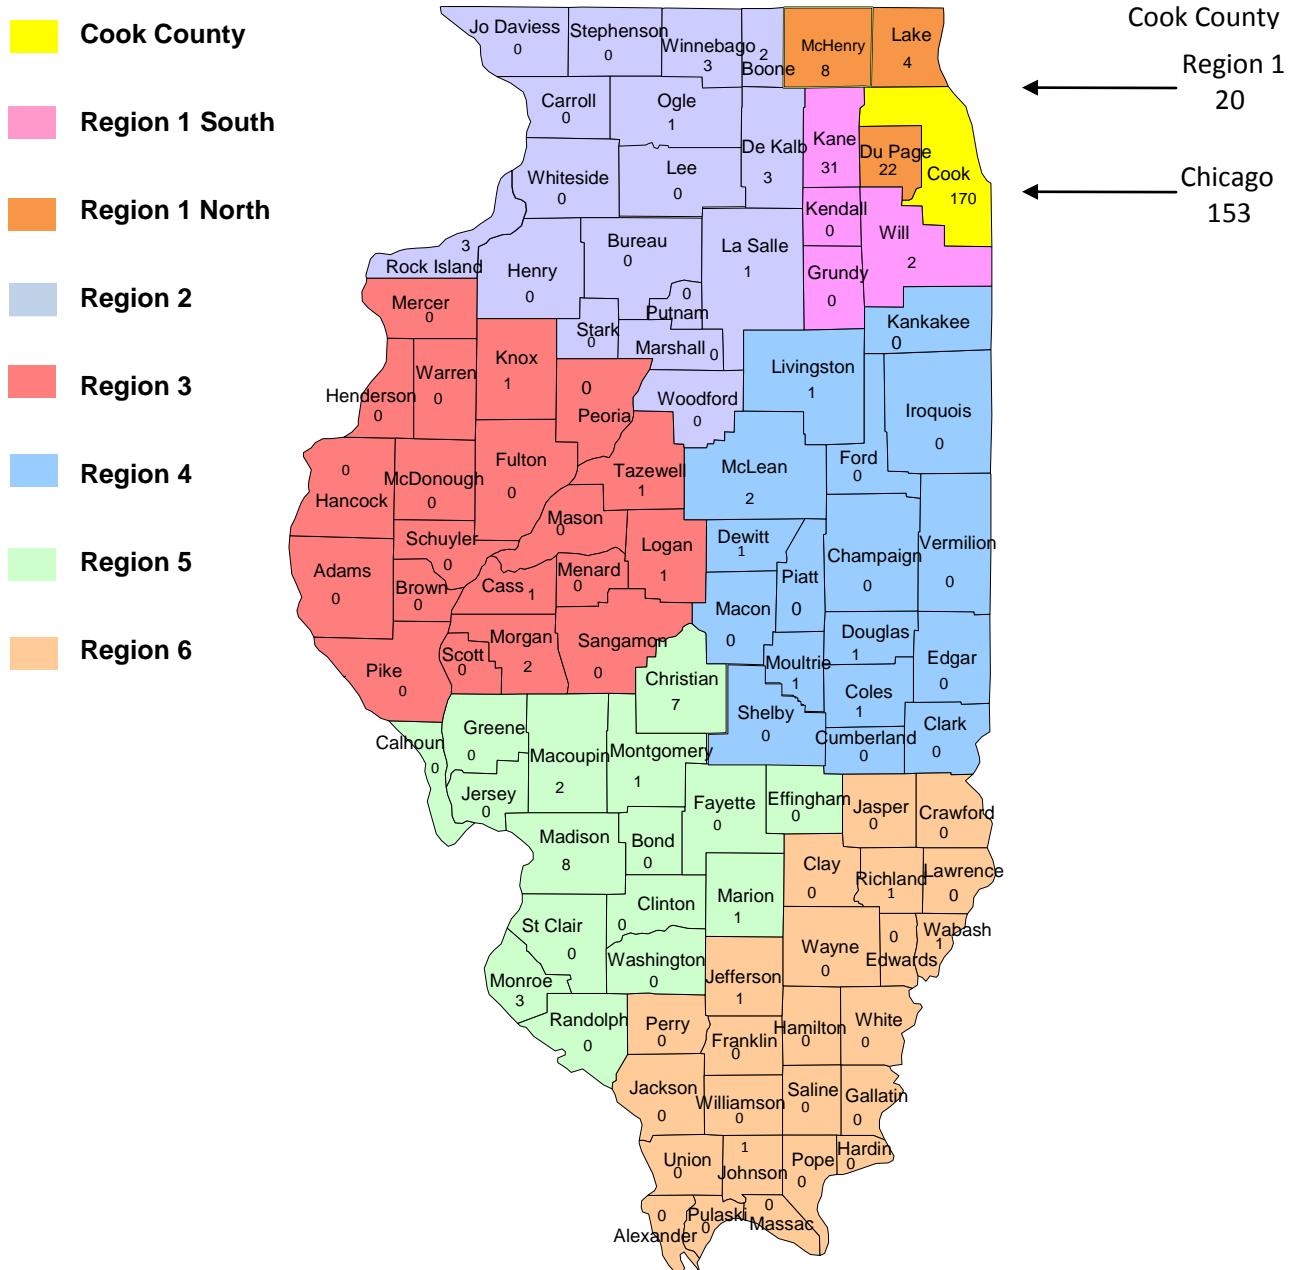 Cook County
Region 1 South
Region 1 North
Region 2
Region 3
Region 4
Region 5
Region 6
Cook County
Region 1
20
Chicago
153
Jo Daviess
0
Stephenson
0
Winnebago
3
2
Boone
McHenry
8
Lake
4
Carroll
0
Ogle
1
De Kalb
3
Kane
31
Du Page
22
Cook
170
Whiteside
0
Lee
0
Kendall
0
Will
2
3
Rock Island
Henry
0
Bureau
0
La Salle
1
Grundy
0
0
Putnam
Stark
0
Marshall 0
Kankakee
0
Mercer
0
Knox
1
Warren
0
Henderson
0
0
Peoria
Woodford
0
Livingston
1
Iroquois
0
Ford
0
0
Hancock
McDonough
0
Fulton
0
Tazewell
1
McLean
2
Mason
0
Schuyler
0
Logan
1
Dewitt
1
Piatt
0
Champaign
0
Vermilion
0
Adams
0
Brown
0
Cass 1
Menard
0
Macon
0
Douglas
1
Edgar
0
Pike
0
Scott
0
Morgan
2
Sangamon
0
Christian
7
Moultrie
1
Coles
1
Shelby
0
Cumberland
0
Clark
0
Calhoun
0
Greene
0
Macoupin
2
Montgomery
1
Jersey
0
Fayette
0
Effingham
0
Jasper
0
Crawford
0
Madison
8
Bond
0
Clay
0
Richland
1
Lawrence
0
Clinton
0
Marion
1
St Clair
0
Wayne
0
0
Edwards
Wabash
1
Washington
0
Jefferson
1
Monroe
3
Randolph
0
Perry
0
Franklin
0
Hamilton
0
White
0
Jackson
0
Williamson
0
Saline
0
Gallatin
0
Union
0
1
Johnson
Pope
0
Hardin
0
0
Alexander
Pulaski
0
0
Massac